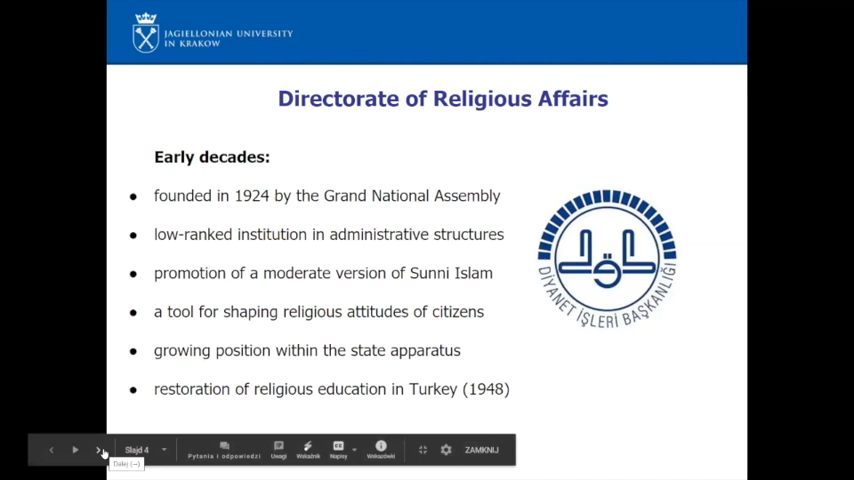 JAGIELLONIAN UNIVERSITY
IN KRAKOW
Directorate of Religious Affairs
Early decades:
● founded in 1924 by the Grand National Assembly
● low-ranked institution in administrative structures
● promotion of a moderate version of Sunni Islam
● a tool for shaping religious attitudes of citizens
● growing position within the state apparatus
● restoration of religious education in Turkey (1948)
DİYANET İŞLERİ BAŞKANLIĞI
Slajd 4
Pytania i odpowiedzi
Uwagi
Wskaźnik
CC
Napisy
Wskazówki
ZAMKNIJ
Dalej (→)